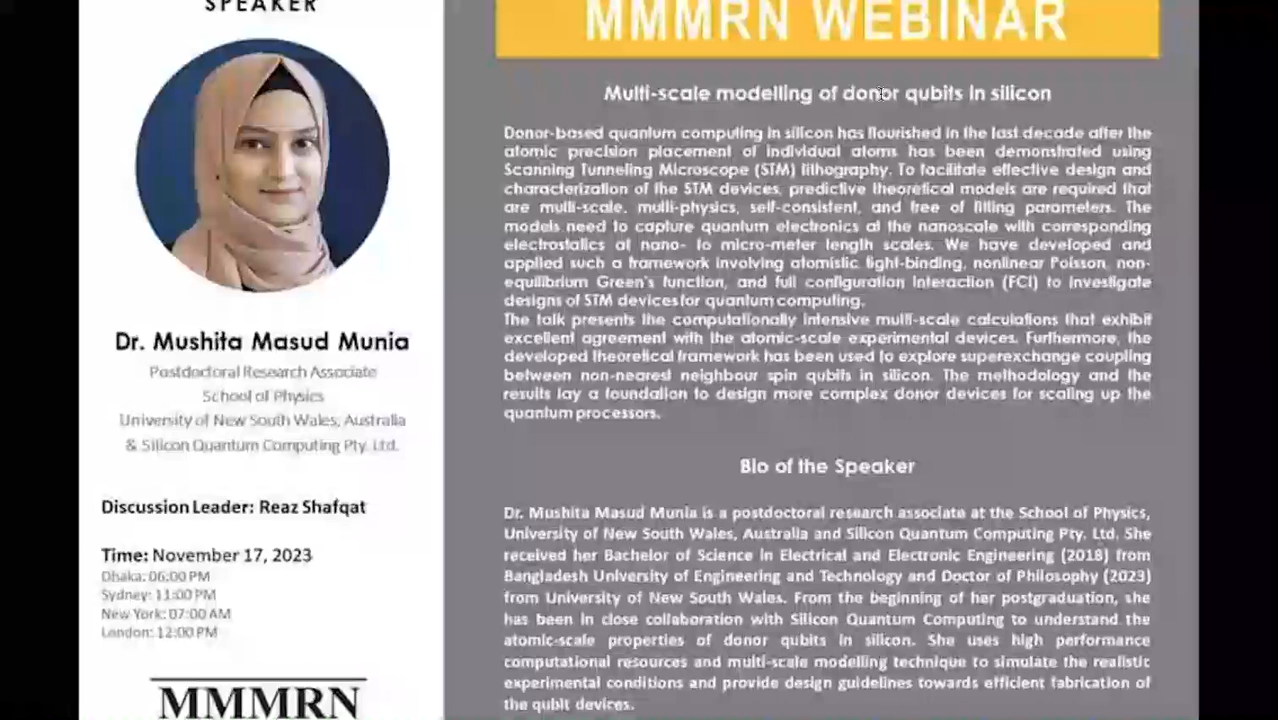 SPEAKER
Dr. Mushita Masud Munia
Postdoctoral Research Associate
School of Physics
University of New South Wales, Australia
& Silicon Quantum Computing Pty. Ltd.
Discussion Leader: Reaz Shafqat
Time: November 17, 2023
Dhaka: 06:00 PM
Sydney: 11:00 PM
New York: 07:00 AM
London: 12:00 PM
MMMRN
MMMRN WEBINAR
Multi-scale modelling of donor qubits in silicon
Donor-based quantum computing in silicon has flourished in the last decade after the
atomic precision placement of individual atoms has been demonstrated using
Scanning Tunneling Microscope (STM) lithography. To facilitate effective design and
characterization of the STM devices, predictive theoretical models are required that
are multi-scale, multi-physics, self-consistent, and free of fitting parameters. The
models need to capture quantum electronics at the nanoscale with corresponding
electrostatics at nano- to micro-meter length scales. We have developed and
applied such a framework involving atomistic tight-binding, nonlinear Poisson, non-
equilibrium Green's function, and full configuration interaction (FCI) to investigate
designs of STM devices for quantum computing.
The talk presents the computationally intensive multi-scale calculations that exhibit
excellent agreement with the atomic-scale experimental devices. Furthermore, the
developed theoretical framework has been used to explore superexchange coupling
between non-nearest neighbour spin qubits in silicon. The methodology and the
results lay a foundation to design more complex donor devices for scaling up the
quantum processors.
Bio of the Speaker
Dr. Mushita Masud Munia is a postdoctoral research associate at the School of Physics,
University of New South Wales, Australia and Silicon Quantum Computing Pty. Ltd. She
received her Bachelor of Science in Electrical and Electronic Engineering (2018) from
Bangladesh University of Engineering and Technology and Doctor of Philosophy (2023)
from University of New South Wales. From the beginning of her postgraduation, she
has been in close collaboration with Silicon Quantum Computing to understand the
atomic-scale properties of donor qubits in silicon. She uses high performance
computational resources and multi-scale modelling technique to simulate the realistic
experimental conditions and provide design guidelines towards efficient fabrication of
the qubit devices.